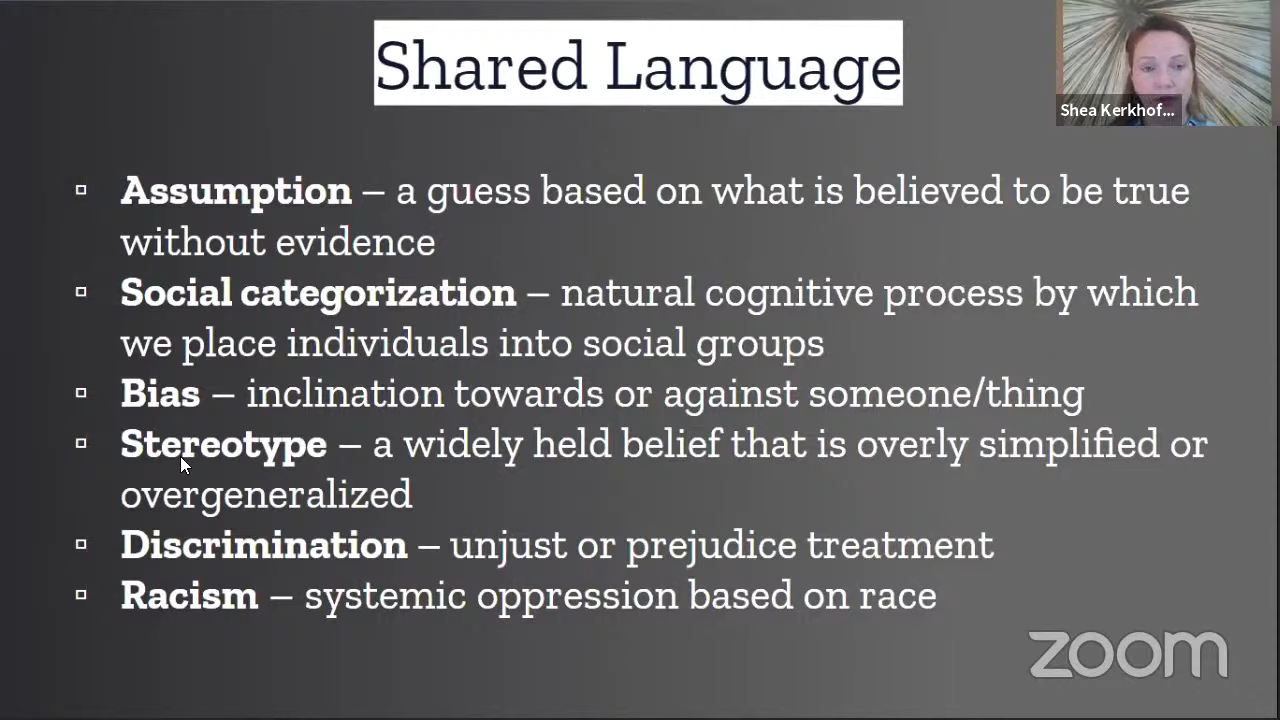 Shared Language
Shea Kerkhof...
Assumption – a guess based on what is believed to be true
without evidence
Social categorization – natural cognitive process by which
we place individuals into social groups
Bias – inclination towards or against someone/thing
Stereotype – a widely held belief that is overly simplified or
overgeneralized
Discrimination – unjust or prejudice treatment
Racism – systemic oppression based on race
zoom